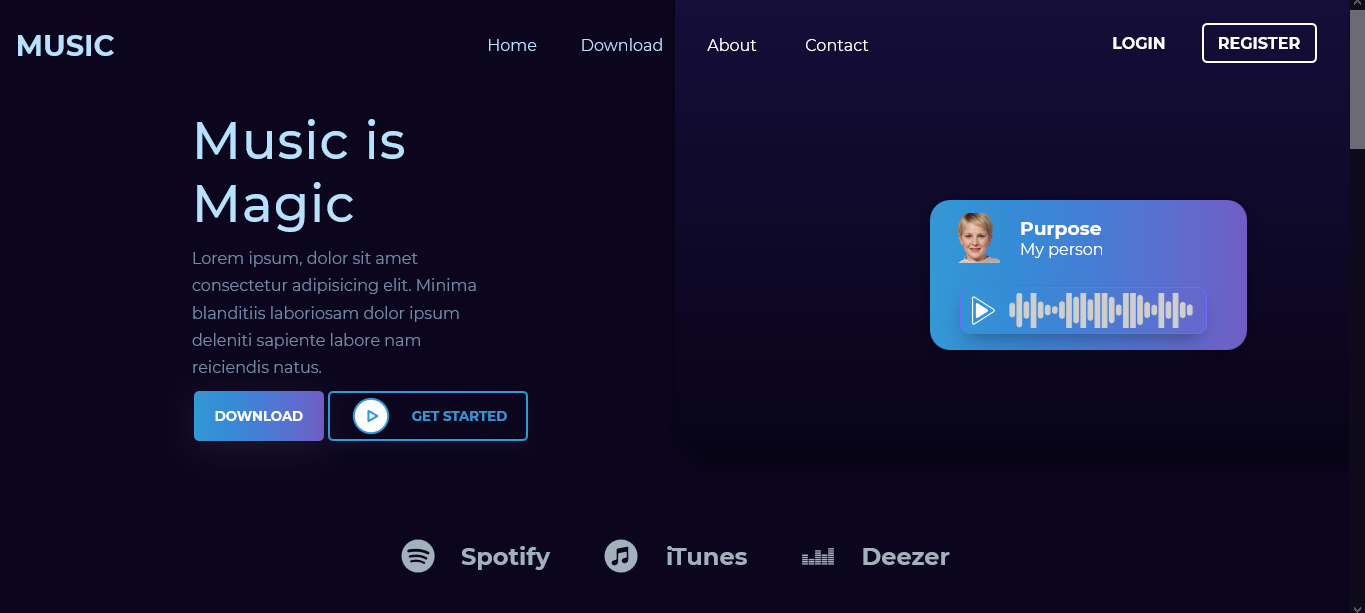 MUSIC
Home
Download
About
Contact
LOGIN
REGISTER
Music is
Magic
Lorem ipsum, dolor sit amet
consectetur adipisicing elit. Minima
blanditiis laboriosam dolor ipsum
deleniti sapiente labore nam
reiciendis natus.
DOWNLOAD
GET STARTED
Purpose
My person
Spotify
iTunes
Deezer